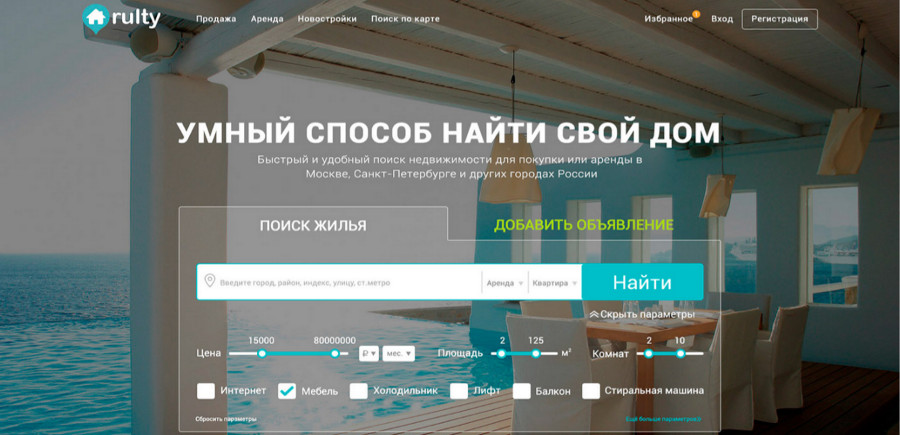 rulty
Продажа Аренда Новостройки Поиск по карте
Избранное Вход Регистрация
УМНЫЙ СПОСОБ НАЙТИ СВОЙ ДОМ
Быстрый и удобный поиск недвижимости для покупки или аренды в
Москве, Санкт-Петербурге и других городах России
ПОИСК ЖИЛЬЯ
ДОБАВИТЬ ОБЪЯВЛЕНИЕ
Введите город, район, индекс, улицу, ст.метро
Аренда Квартира Найти
Скрыть параметры
Цена 15000 80000000 ₽ мес.
Площадь 2 125 м²
Комнат 2 10
Интернет Мебель Холодильник Лифт Балкон Стиральная машина
Сбросить параметры
Ещё больше параметров